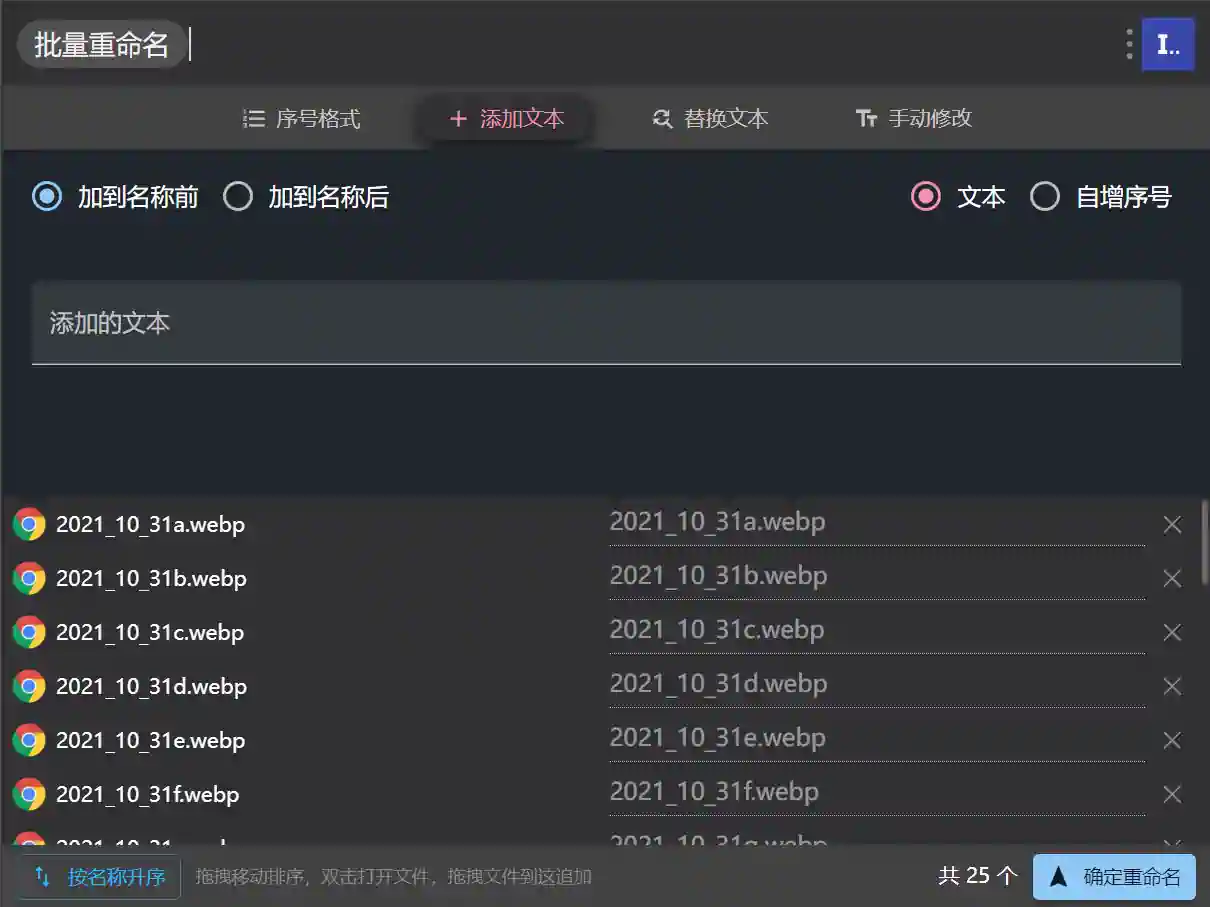 批量重命名 I..
序号格式 添加文本 替换文本 手动修改
加到名称前 加到名称后 文本 自增序号
添加的文本
2021_10_31a.webp 2021_10_31a.webp
2021_10_31b.webp 2021_10_31b.webp
2021_10_31c.webp 2021_10_31c.webp
2021_10_31d.webp 2021_10_31d.webp
2021_10_31e.webp 2021_10_31e.webp
2021_10_31f.webp 2021_10_31f.webp
按名称升序 拖拽移动排序，双击打开文件，拖拽文件到这追加 共 25 个 确定重命名